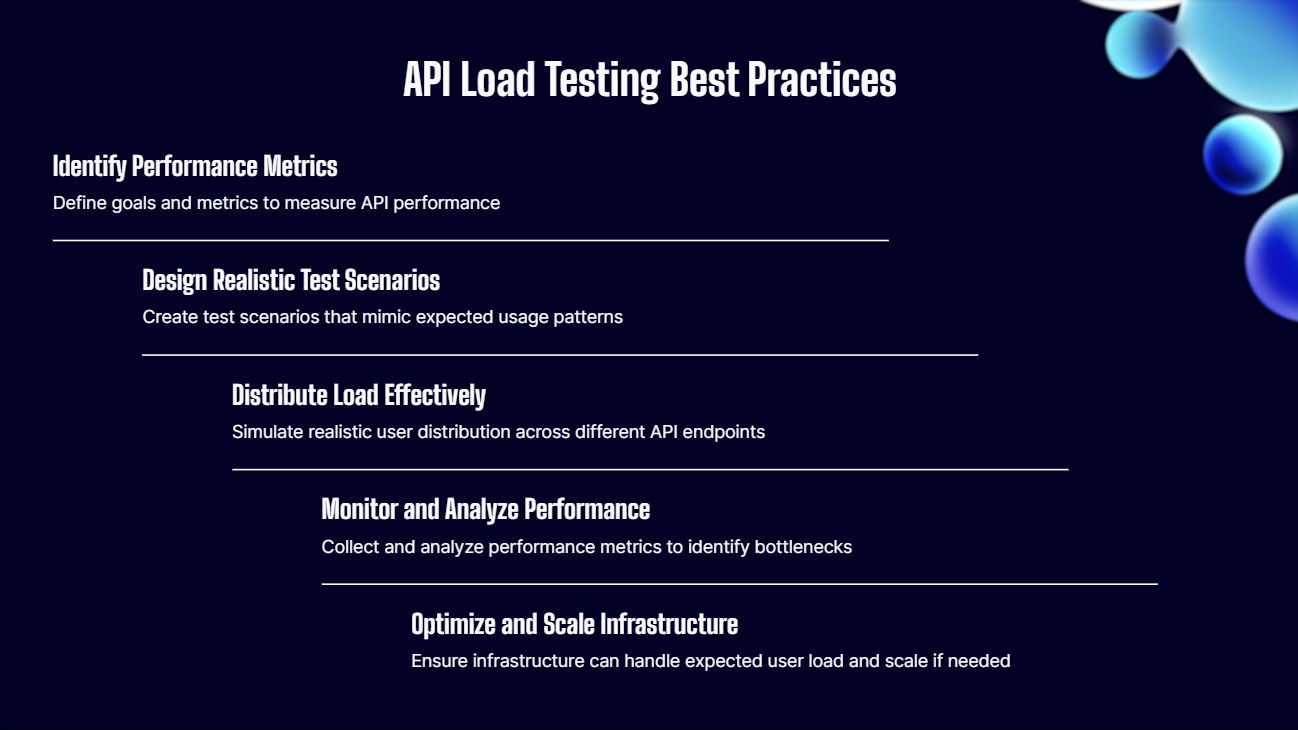 API Load Testing Best Practices
Identify Performance Metrics
Define goals and metrics to measure API performance
Design Realistic Test Scenarios
Create test scenarios that mimic expected usage patterns
Distribute Load Effectively
Simulate realistic user distribution across different API endpoints
Monitor and Analyze Performance
Collect and analyze performance metrics to identify bottlenecks
Optimize and Scale Infrastructure
Ensure infrastructure can handle expected user load and scale if needed